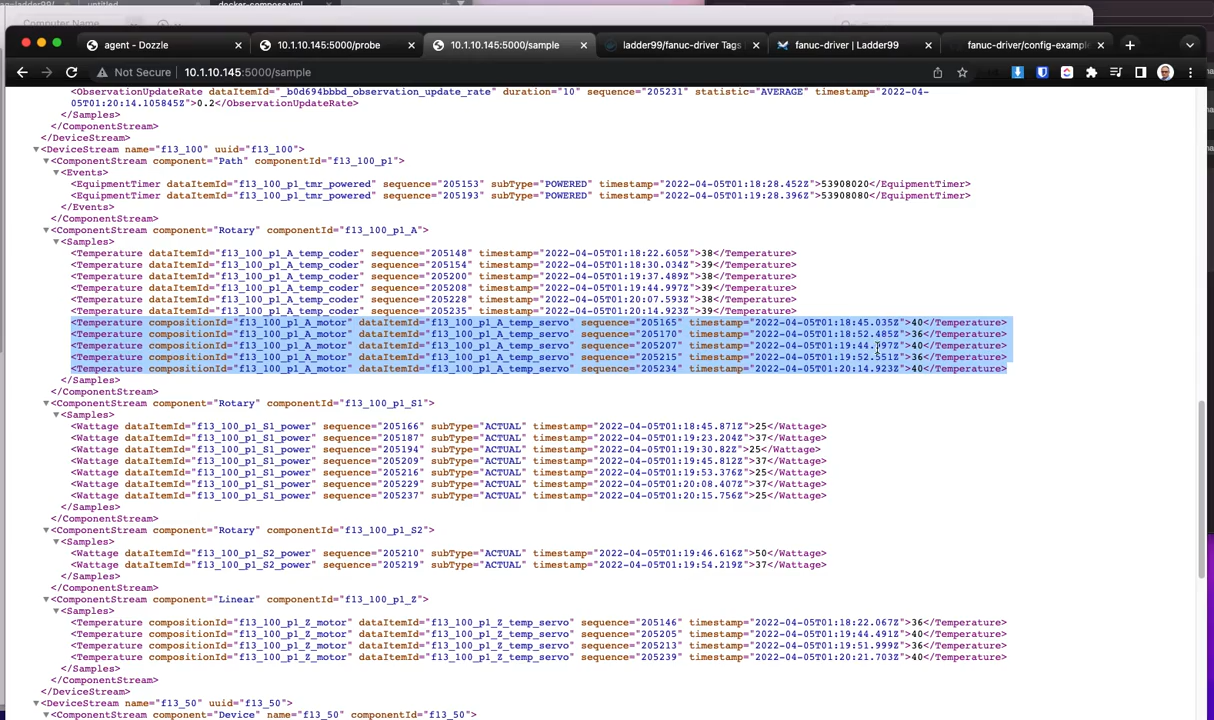 docker-compose.yml
Computer Name
agent - Dozzle
10.1.10.145:5000/probe
10.1.10.145:5000/sample
ladder99/fanuc-driver Tags
fanuc-driver | Ladder99
fanuc-driver/config-example
Not Secure
10.1.10.145:5000/sample
<ObservationUpdateRate dataItemId="_b0d694bbbd_observation_update_rate" duration="10" sequence="205231" statistic="AVERAGE" timestamp="2022-04-
05T01:20:14.105845Z">0.2</ObservationUpdateRate>
</Samples>
</ComponentStream>
</DeviceStream>
<DeviceStream name="f13_100" uuid="f13_100">
<ComponentStream component="Path" componentId="f13_100_p1">
<Events>
<EquipmentTimer dataItemId="f13_100_p1_tmr_powered" sequence="205153" subType="POWERED" timestamp="2022-04-05T01:18:28.452Z">53908020</EquipmentTimer>
<EquipmentTimer dataItemId="f13_100_p1_tmr_powered" sequence="205193" subType="POWERED" timestamp="2022-04-05T01:19:28.396Z">53908080</EquipmentTimer>
</Events>
</ComponentStream>
<ComponentStream component="Rotary" componentId="f13_100_p1_A">
<Samples>
<Temperature dataItemId="f13_100_p1_A_temp_coder" sequence="205148" timestamp="2022-04-05T01:18:22.605Z">38</Temperature>
<Temperature dataItemId="f13_100_p1_A_temp_coder" sequence="205154" timestamp="2022-04-05T01:18:30.034Z">39</Temperature>
<Temperature dataItemId="f13_100_p1_A_temp_coder" sequence="205200" timestamp="2022-04-05T01:19:37.489Z">38</Temperature>
<Temperature dataItemId="f13_100_p1_A_temp_coder" sequence="205208" timestamp="2022-04-05T01:19:44.997Z">39</Temperature>
<Temperature dataItemId="f13_100_p1_A_temp_coder" sequence="205228" timestamp="2022-04-05T01:20:07.593Z">38</Temperature>
<Temperature dataItemId="f13_100_p1_A_temp_coder" sequence="205235" timestamp="2022-04-05T01:20:14.923Z">39</Temperature>
<Temperature compositionId="f13_100_p1_A_motor" dataItemId="f13_100_p1_A_temp_servo" sequence="205165" timestamp="2022-04-05T01:18:45.035Z">40</Temperature>
<Temperature compositionId="f13_100_p1_A_motor" dataItemId="f13_100_p1_A_temp_servo" sequence="205170" timestamp="2022-04-05T01:18:52.485Z">36</Temperature>
<Temperature compositionId="f13_100_p1_A_motor" dataItemId="f13_100_p1_A_temp_servo" sequence="205207" timestamp="2022-04-05T01:19:44.997Z">40</Temperature>
<Temperature compositionId="f13_100_p1_A_motor" dataItemId="f13_100_p1_A_temp_servo" sequence="205215" timestamp="2022-04-05T01:19:52.551Z">36</Temperature>
<Temperature compositionId="f13_100_p1_A_motor" dataItemId="f13_100_p1_A_temp_servo" sequence="205234" timestamp="2022-04-05T01:20:14.923Z">40</Temperature>
</Samples>
</ComponentStream>
<ComponentStream component="Rotary" componentId="f13_100_p1_S1">
<Samples>
<Wattage dataItemId="f13_100_p1_S1_power" sequence="205166" subType="ACTUAL" timestamp="2022-04-05T01:18:45.871Z">25</Wattage>
<Wattage dataItemId="f13_100_p1_S1_power" sequence="205187" subType="ACTUAL" timestamp="2022-04-05T01:19:23.204Z">37</Wattage>
<Wattage dataItemId="f13_100_p1_S1_power" sequence="205194" subType="ACTUAL" timestamp="2022-04-05T01:19:30.82Z">25</Wattage>
<Wattage dataItemId="f13_100_p1_S1_power" sequence="205209" subType="ACTUAL" timestamp="2022-04-05T01:19:45.812Z">37</Wattage>
<Wattage dataItemId="f13_100_p1_S1_power" sequence="205216" subType="ACTUAL" timestamp="2022-04-05T01:19:53.376Z">25</Wattage>
<Wattage dataItemId="f13_100_p1_S1_power" sequence="205229" subType="ACTUAL" timestamp="2022-04-05T01:20:08.407Z">37</Wattage>
<Wattage dataItemId="f13_100_p1_S1_power" sequence="205237" subType="ACTUAL" timestamp="2022-04-05T01:20:15.756Z">25</Wattage>
</Samples>
</ComponentStream>
<ComponentStream component="Rotary" componentId="f13_100_p1_S2">
<Samples>
<Wattage dataItemId="f13_100_p1_S2_power" sequence="205210" subType="ACTUAL" timestamp="2022-04-05T01:19:46.616Z">50</Wattage>
<Wattage dataItemId="f13_100_p1_S2_power" sequence="205219" subType="ACTUAL" timestamp="2022-04-05T01:19:54.219Z">37</Wattage>
</Samples>
</ComponentStream>
<ComponentStream component="Linear" componentId="f13_100_p1_Z">
<Samples>
<Temperature compositionId="f13_100_p1_Z_motor" dataItemId="f13_100_p1_Z_temp_servo" sequence="205146" timestamp="2022-04-05T01:18:22.067Z">36</Temperature>
<Temperature compositionId="f13_100_p1_Z_motor" dataItemId="f13_100_p1_Z_temp_servo" sequence="205205" timestamp="2022-04-05T01:19:44.491Z">40</Temperature>
<Temperature compositionId="f13_100_p1_Z_motor" dataItemId="f13_100_p1_Z_temp_servo" sequence="205213" timestamp="2022-04-05T01:19:51.999Z">36</Temperature>
<Temperature compositionId="f13_100_p1_Z_motor" dataItemId="f13_100_p1_Z_temp_servo" sequence="205239" timestamp="2022-04-05T01:20:21.703Z">40</Temperature>
</Samples>
</ComponentStream>
</DeviceStream>
<DeviceStream name="f13_50" uuid="f13_50">
<ComponentStream component="Device" name="f13_50" componentId="f13_50">